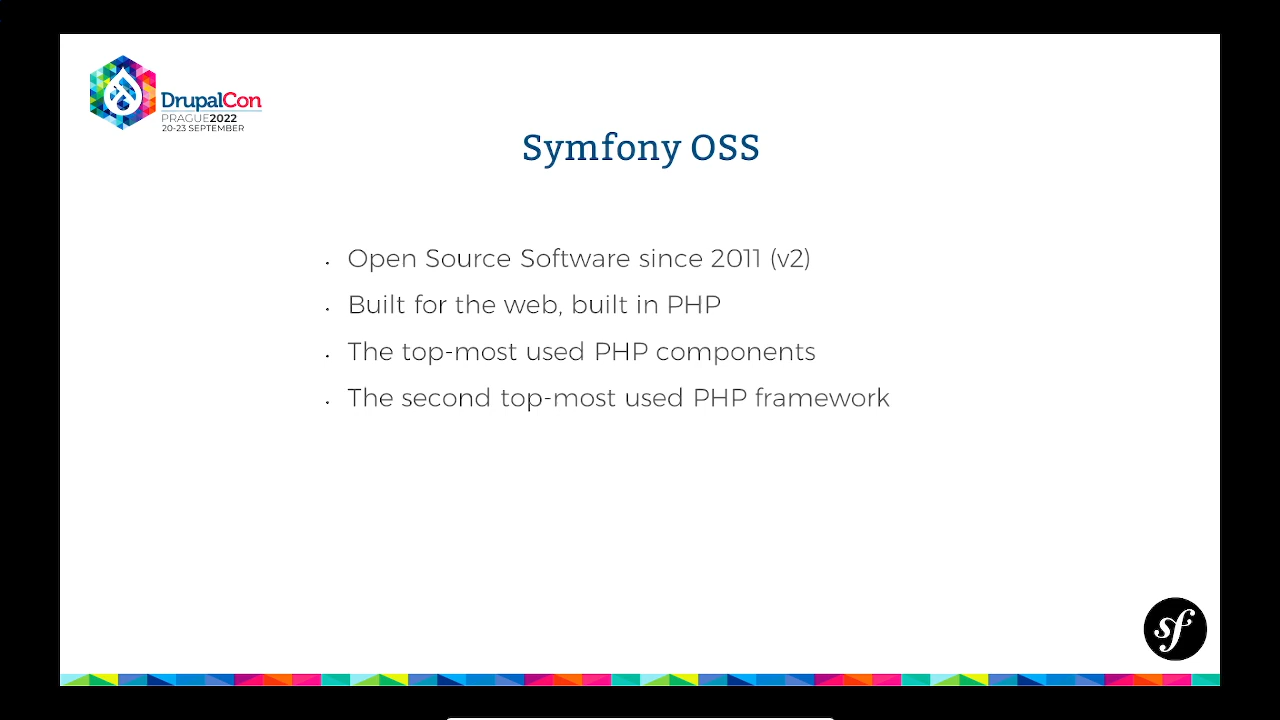 DrupalCon
PRAGUE2022
20-23 SEPTEMBER
Symfony OSS
• Open Source Software since 2011 (v2)
• Built for the web, built in PHP
• The top-most used PHP components
• The second top-most used PHP framework
sf